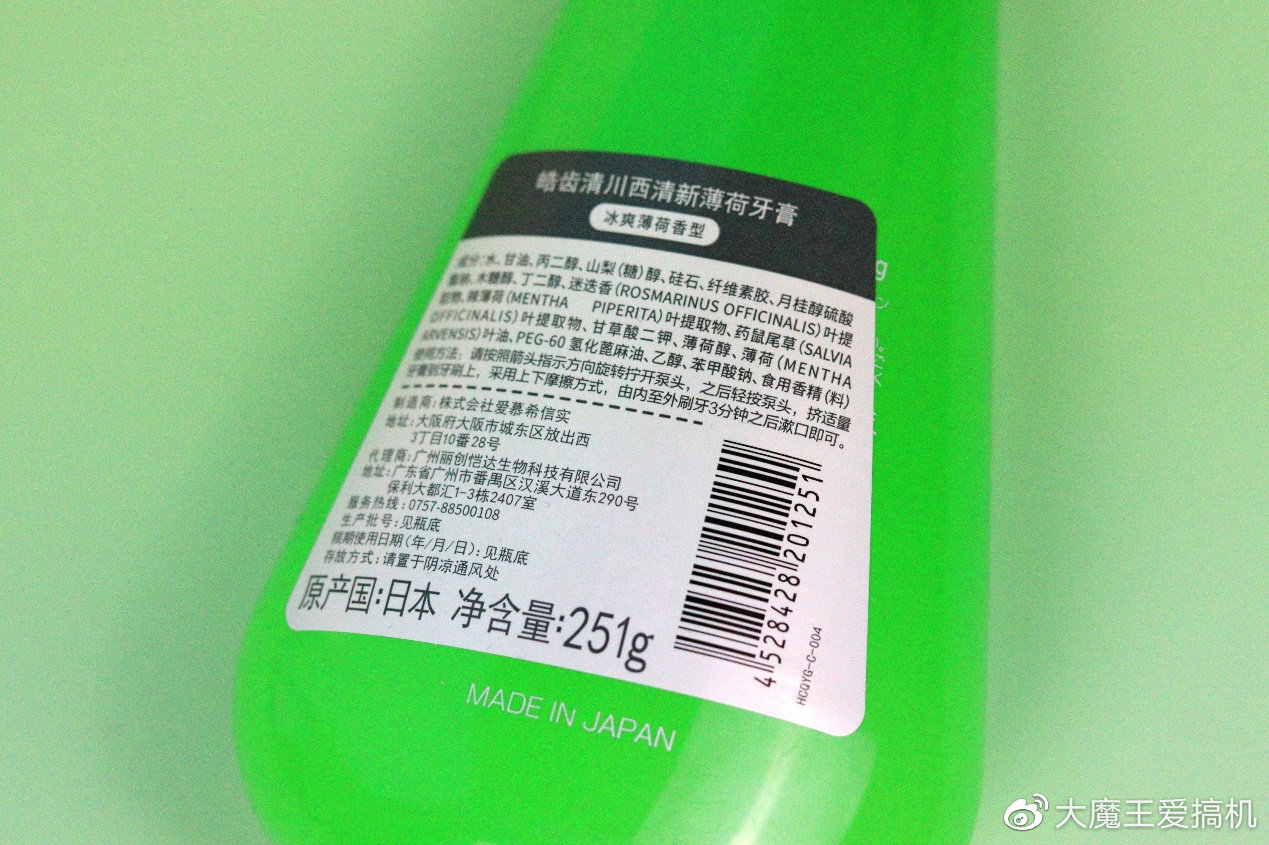 皓齿清川西清新薄荷牙膏
冰爽薄荷香型
成分:水、甘油、丙二醇、山梨(糖)醇、硅石、纤维素胶、月桂醇硫酸
酯钠、木糖醇、丁二醇、迷迭香(ROSMARINUS OFFICINALIS)叶提
取物、辣薄荷(MENTHA PIPERITA)叶提取物、药鼠尾草(SALVIA
OFFICINALIS)叶提取物、甘草酸二钾、薄荷醇、薄荷(MENTHA
ARVENSIS)叶油、PEG-60 氢化蓖麻油、乙醇、苯甲酸钠、食用香精(料)
使用方法:请按照箭头指示方向旋转拧开泵头,之后轻按泵头,挤适量
牙膏到牙刷上,采用上下摩擦方式,由内至外刷牙3分钟之后漱口即可。
制造商:株式会社爱慕希信实
地址:大阪府大阪市城东区放出西
3丁目10番28号
代理商:广州丽创恺达生物科技有限公司
地址:广东省广州市番禺区汉溪大道东290号
保利大都汇1-3栋2407室
服务热线:0757-88500108
生产批号:见瓶底
限期使用日期(年/月/日):见瓶底
存放方式:请置于阴凉通风处
原产国:日本 净含量:251g
4 528428 201251
HCQYG-C-004
MADE IN JAPAN
g
大魔王爱搞机